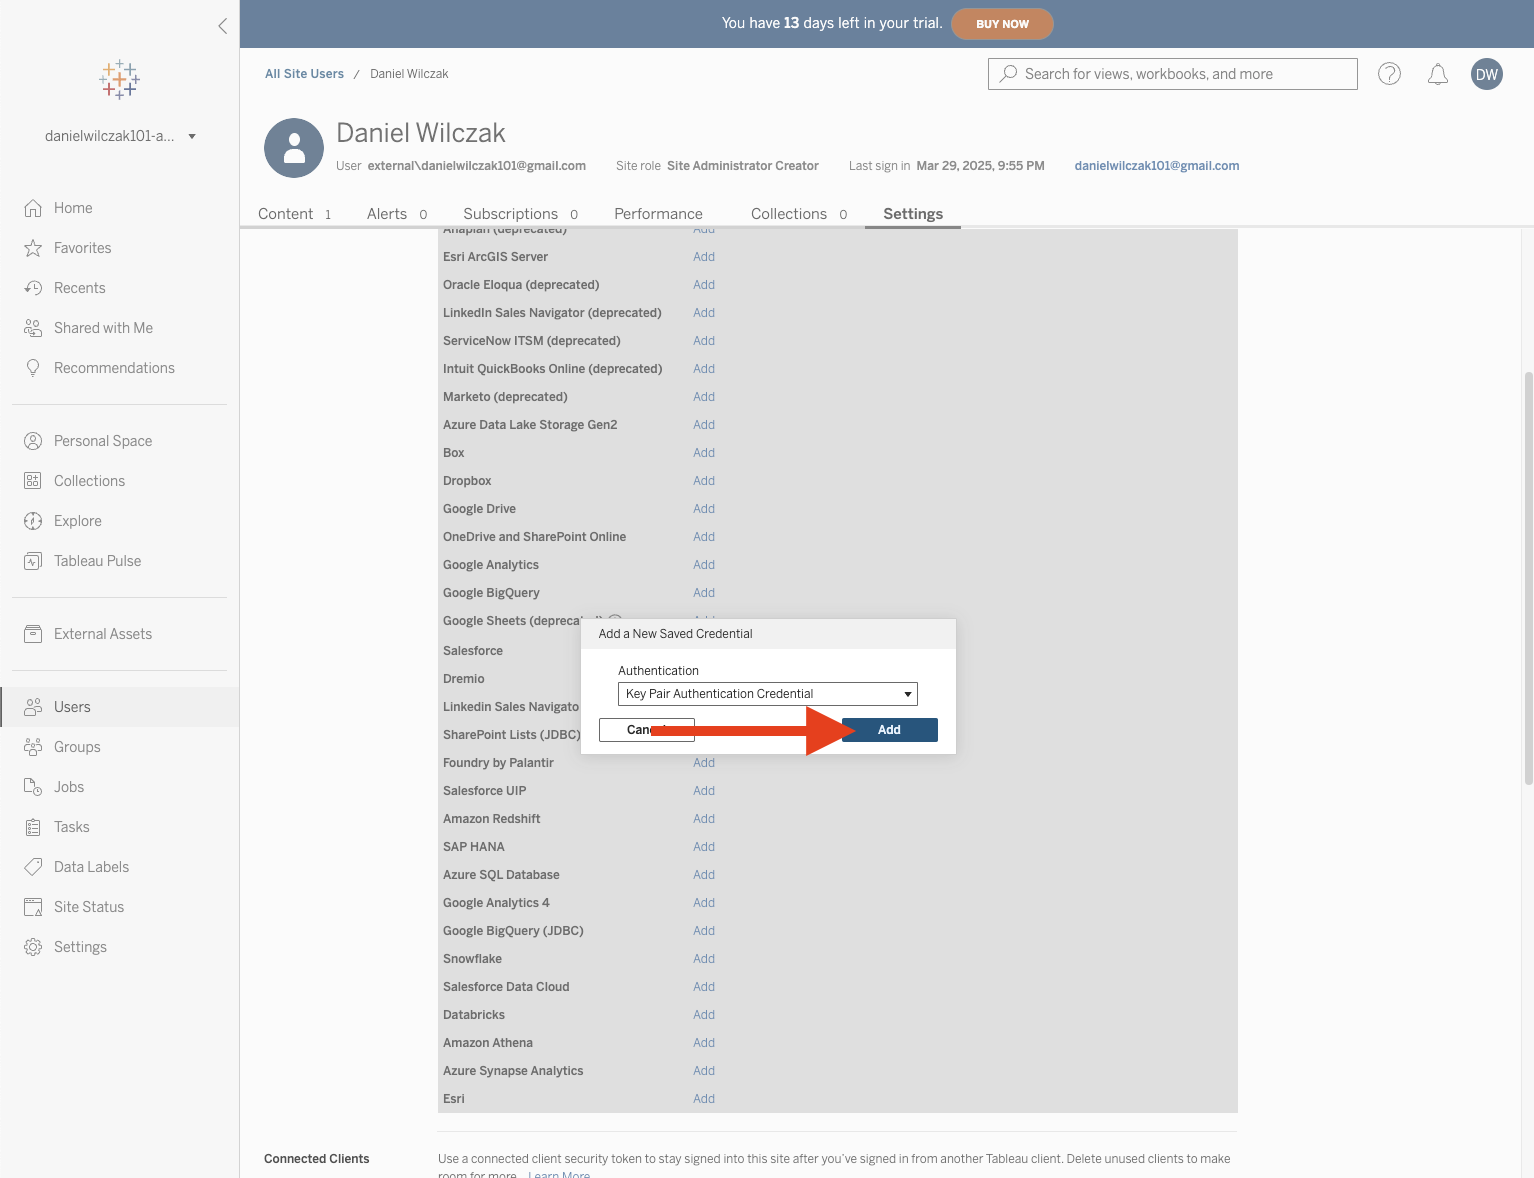 You have 13 days left in your trial. BUY NOW
All Site Users / Daniel Wilczak
Search for views, workbooks, and more
DW
danielwilczak101-a...
Daniel Wilczak
User external\danielwilczak101@gmail.com Site role Site Administrator Creator Last sign in Mar 29, 2025, 9:55 PM danielwilczak101@gmail.com
Content 1 Alerts 0 Subscriptions 0 Performance Collections 0 Settings
Home
Favorites
Recents
Shared with Me
Recommendations
Personal Space
Collections
Explore
Tableau Pulse
External Assets
Users
Groups
Jobs
Tasks
Data Labels
Site Status
Settings
Anaplan (deprecated) Add
Esri ArcGIS Server Add
Oracle Eloqua (deprecated) Add
LinkedIn Sales Navigator (deprecated) Add
ServiceNow ITSM (deprecated) Add
Intuit QuickBooks Online (deprecated) Add
Marketo (deprecated) Add
Azure Data Lake Storage Gen2 Add
Box Add
Dropbox Add
Google Drive Add
OneDrive and SharePoint Online Add
Google Analytics Add
Google BigQuery Add
Google Sheets
Salesforce
Dremio
Linkedin Sales Navigato
SharePoint Lists (JDBC)
Add a New Saved Credential
Authentication
Key Pair Authentication Credential
Add
Foundry by Palantir Add
Salesforce UIP Add
Amazon Redshift Add
SAP HANA Add
Azure SQL Database Add
Google Analytics 4 Add
Google BigQuery (JDBC) Add
Snowflake Add
Salesforce Data Cloud Add
Databricks Add
Amazon Athena Add
Azure Synapse Analytics Add
Esri Add
Connected Clients
Use a connected client security token to stay signed into this site after you've signed in from another Tableau client. Delete unused clients to make
room for more. Learn More